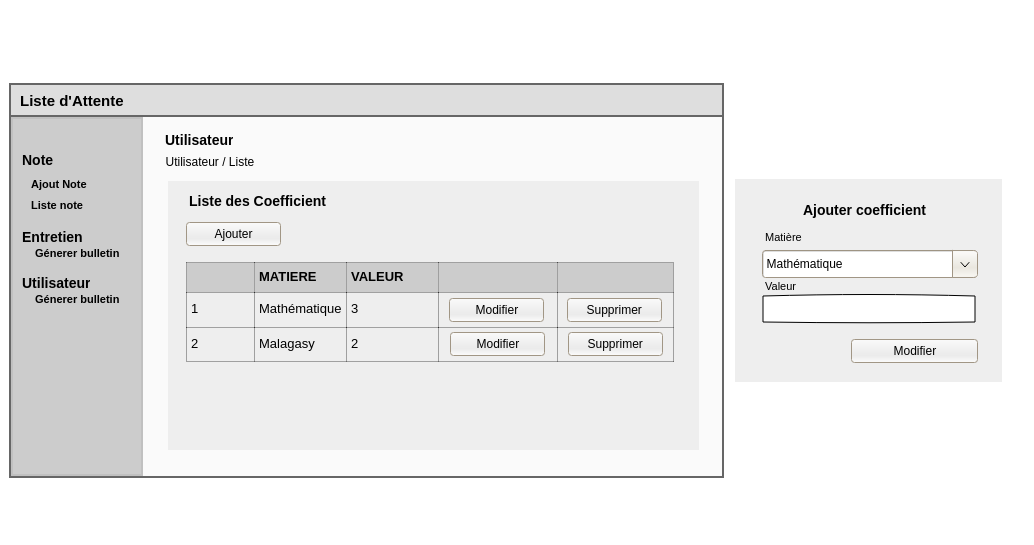 Liste d'Attente
Note
Ajout Note
Liste note
Entretien
Génerer bulletin
Utilisateur
Génerer bulletin
Utilisateur
Utilisateur / Liste
Liste des Coefficient
Ajouter
MATIERE VALEUR
1 Mathématique 3 Modifier Supprimer
2 Malagasy 2 Modifier Supprimer
Ajouter coefficient
Matière
Mathématique
Valeur
Modifier